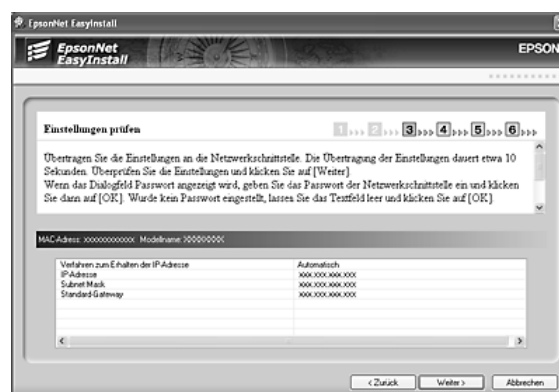 EpsonNet EasyInstall
EpsonNet
EasyInstall
EPSON
Einstellungen prüfen
1 2 3 4 5 6
Übertragen Sie die Einstellungen an die Netzwerkschnittstelle. Die Übertragung der Einstellungen dauert etwa 10
Sekunden. Überprüfen Sie die Einstellungen und klicken Sie auf [Weiter].
Wenn das Dialogfeld Passwort angezeigt wird, geben Sie das Passwort der Netzwerkschnittstelle ein und klicken
Sie dann auf [OK]. Wurde kein Passwort eingestellt, lassen Sie das Textfeld leer und klicken Sie auf [OK].
MAC-Adress: XXXXXXXXXXXX Modellname: XXXXXXXX
Verfahren zum Erhalten der IP-Adresse Automatisch
IP-Adresse XXX.XXX.XXX.XXX
Subnet Mask XXX.XXX.XXX.XXX
Standard-Gateway XXX.XXX.XXX.XXX
< Zurück Weiter > Abbrechen